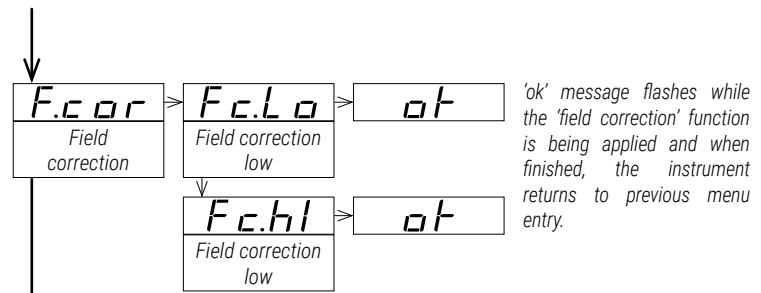 F.cor
Field
correction
Fc.Lo
Field correction
low
ok
'ok' message flashes while
the 'field correction' function
is being applied and when
finished, the instrument
returns to previous menu
entry.
Fc.hI
Field correction
low
ok